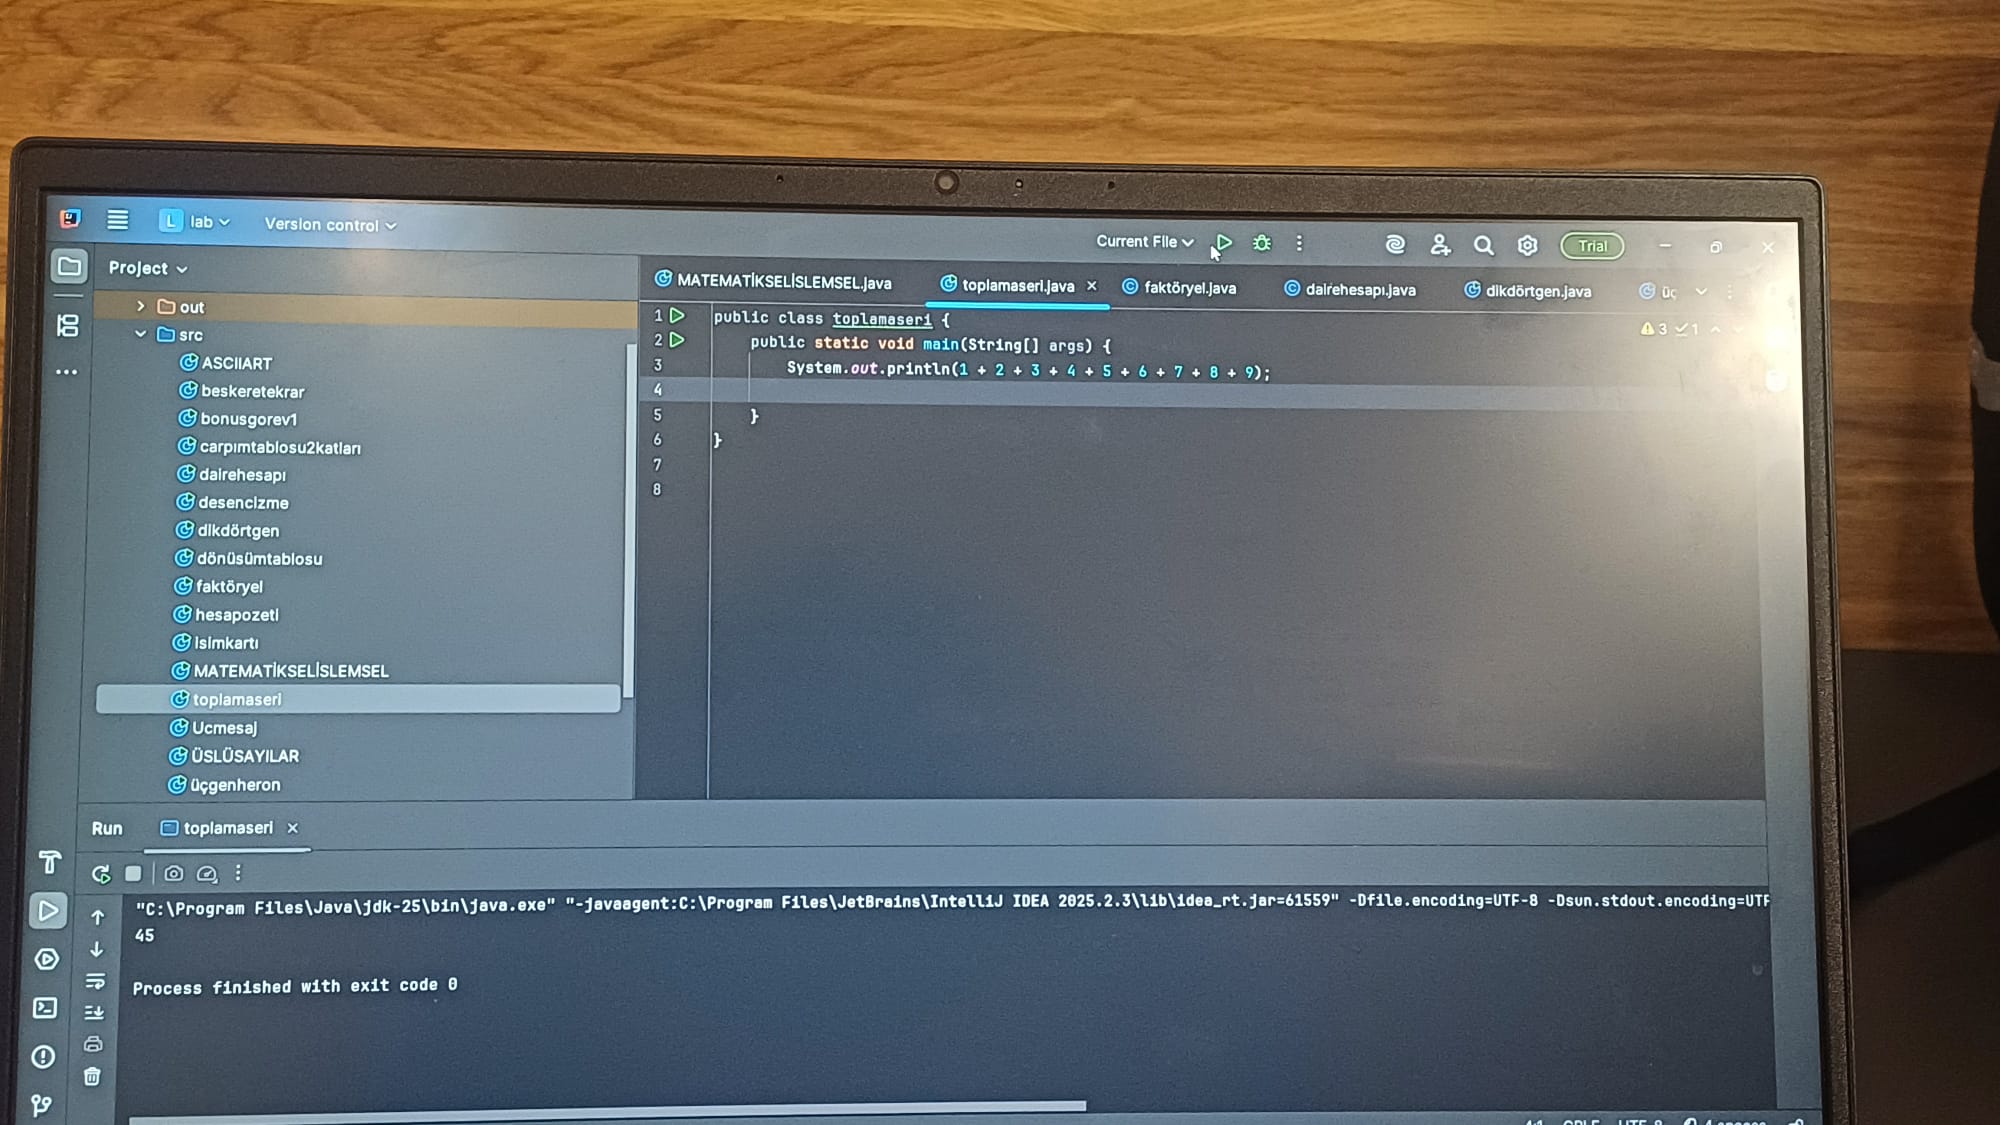 L lab Version control Current File Trial
Project
out
src
ASCIIART
beskeretekrar
bonusgorev1
carpımtablosu2katları
dairehesapı
desencizme
dikdörtgen
dönüsümtablosu
faktöryel
hesapozeti
isimkartı
MATEMATİKSELİSLEMSEL
toplamaseri
Ucmesaj
ÜSLÜSAYILAR
üçgenheron
MATEMATİKSELİSLEMSEL.java toplamaseri.java faktöryel.java dairehesapı.java dikdörtgen.java üç
3 1
1 public class toplamaseri {
2 public static void main(String[] args) {
3 System.out.println(1 + 2 + 3 + 4 + 5 + 6 + 7 + 8 + 9);
4
5 }
6 }
7
8
Run toplamaseri
"C:\Program Files\Java\jdk-25\bin\java.exe" "-javaagent:C:\Program Files\JetBrains\IntelliJ IDEA 2025.2.3\lib\idea_rt.jar=61559" -Dfile.encoding=UTF-8 -Dsun.stdout.encoding=UTF
45
Process finished with exit code 0